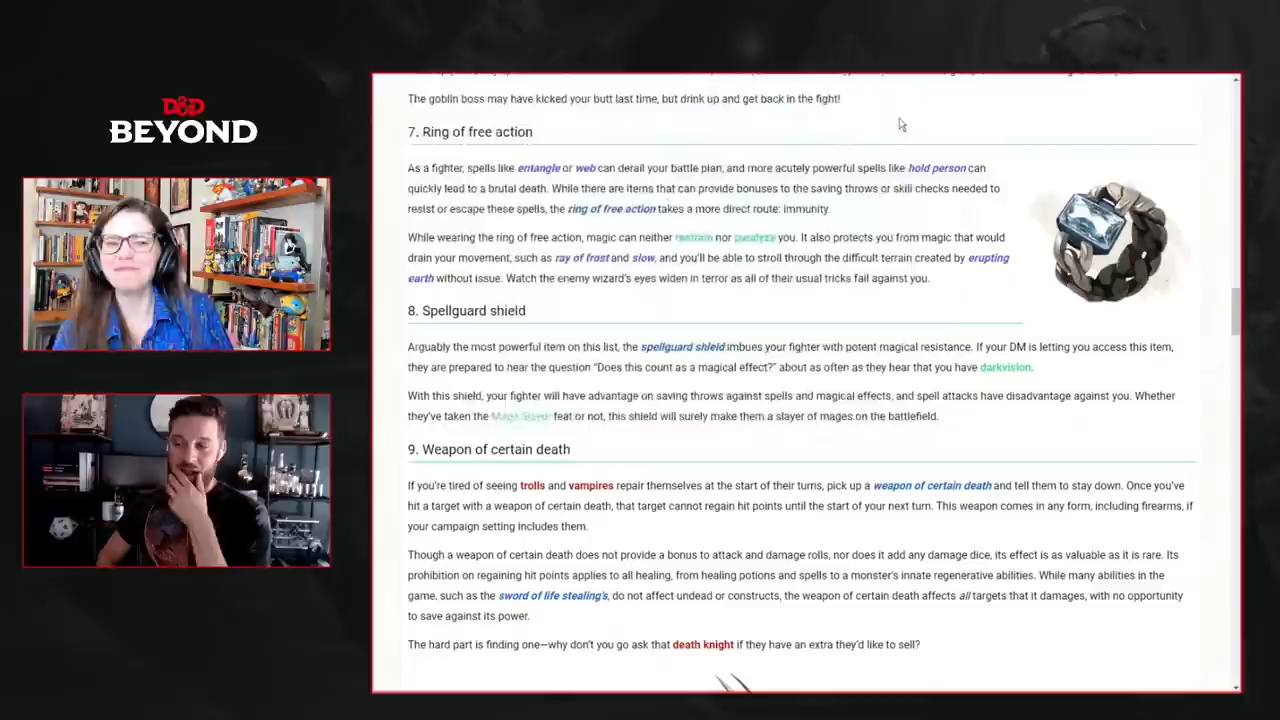 D&D
BEYOND
The goblin boss may have kicked your butt last time, but drink up and get back in the fight!
7. Ring of free action
As a fighter, spells like entangle or web can derail your battle plan, and more acutely powerful spells like hold person can
quickly lead to a brutal death. While there are items that can provide bonuses to the saving throws or skill checks needed to
resist or escape these spells, the ring of free action takes a more direct route: immunity.
While wearing the ring of free action, magic can neither restrain nor paralyze you. It also protects you from magic that would
drain your movement, such as ray of frost and slow, and you'll be able to stroll through the difficult terrain created by erupting
earth without issue. Watch the enemy wizard's eyes widen in terror as all of their usual tricks fail against you.
8. Spellguard shield
Arguably the most powerful item on this list, the spellguard shield imbues your fighter with potent magical resistance. If your DM is letting you access this item,
they are prepared to hear the question “Does this count as a magical effect?” about as often as they hear that you have darkvision.
With this shield, your fighter will have advantage on saving throws against spells and magical effects, and spell attacks have disadvantage against you. Whether
they've taken the Mage Slayer feat or not, this shield will surely make them a slayer of mages on the battlefield.
9. Weapon of certain death
If you're tired of seeing trolls and vampires repair themselves at the start of their turns, pick up a weapon of certain death and tell them to stay down. Once you've
hit a target with a weapon of certain death, that target cannot regain hit points until the start of your next turn. This weapon comes in any form, including firearms, if
your campaign setting includes them.
Though a weapon of certain death does not provide a bonus to attack and damage rolls, nor does it add any damage dice, its effect is as valuable as it is rare. Its
prohibition on regaining hit points applies to all healing, from healing potions and spells to a monster's innate regenerative abilities. While many abilities in the
game, such as the sword of life stealing's, do not affect undead or constructs, the weapon of certain death affects all targets that it damages, with no opportunity
to save against its power.
The hard part is finding one—why don't you go ask that death knight if they have an extra they'd like to sell?